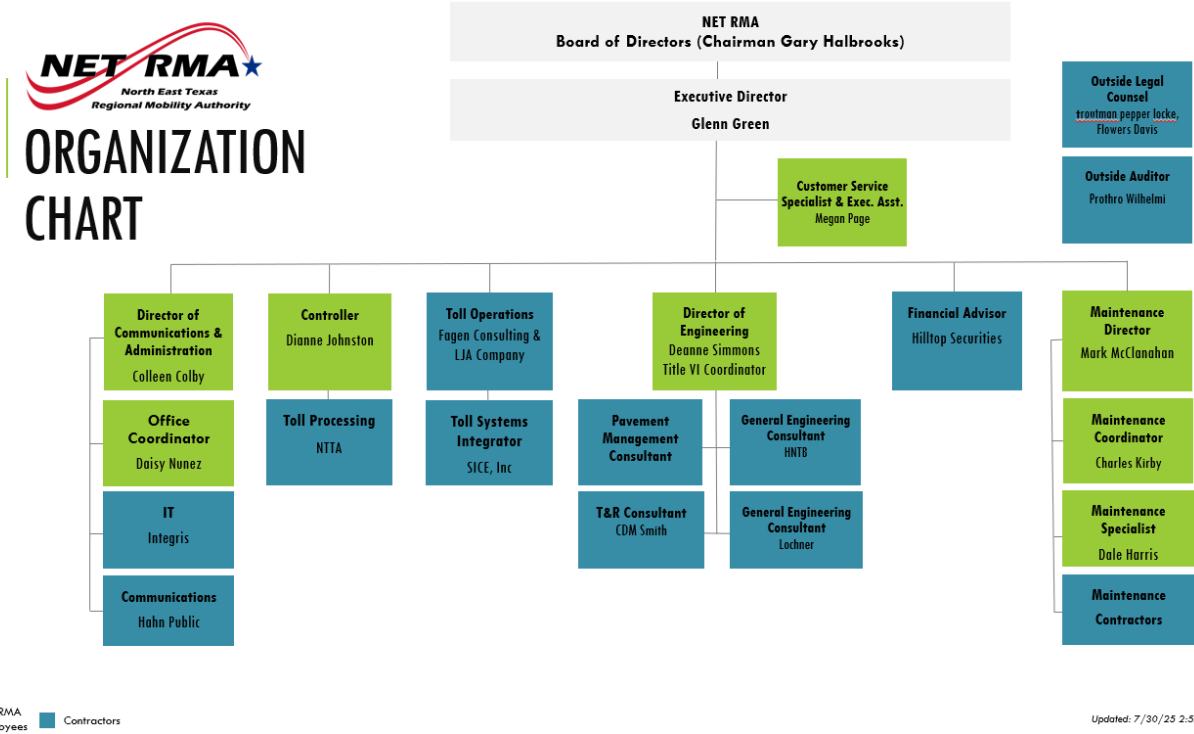 NET RMA
North East Texas
Regional Mobility Authority
ORGANIZATION
CHART
NET RMA
Board of Directors (Chairman Gary Halbrooks)
Executive Director
Glenn Green
Outside Legal
Counsel
troutman pepper locke,
Flowers Davis
Outside Auditor
Prothro Wilhelmi
Customer Service
Specialist & Exec. Asst.
Megan Page
Director of
Communications &
Administration
Colleen Colby
Office
Coordinator
Daisy Nunez
IT
Integris
Communications
Hahn Public
Controller
Dianne Johnston
Toll Processing
NTTA
Toll Operations
Fagen Consulting &
LJA Company
Toll Systems
Integrator
SICE, Inc
Director of
Engineering
Deanne Simmons
Title VI Coordinator
Pavement
Management
Consultant
General Engineering
Consultant
HNTB
T&R Consultant
CDM Smith
General Engineering
Consultant
Lochner
Financial Advisor
Hilltop Securities
Maintenance
Director
Mark McClanahan
Maintenance
Coordinator
Charles Kirby
Maintenance
Specialist
Dale Harris
Maintenance
Contractors
RMA
oyees
Contractors
Updated: 7/30/25 2:5